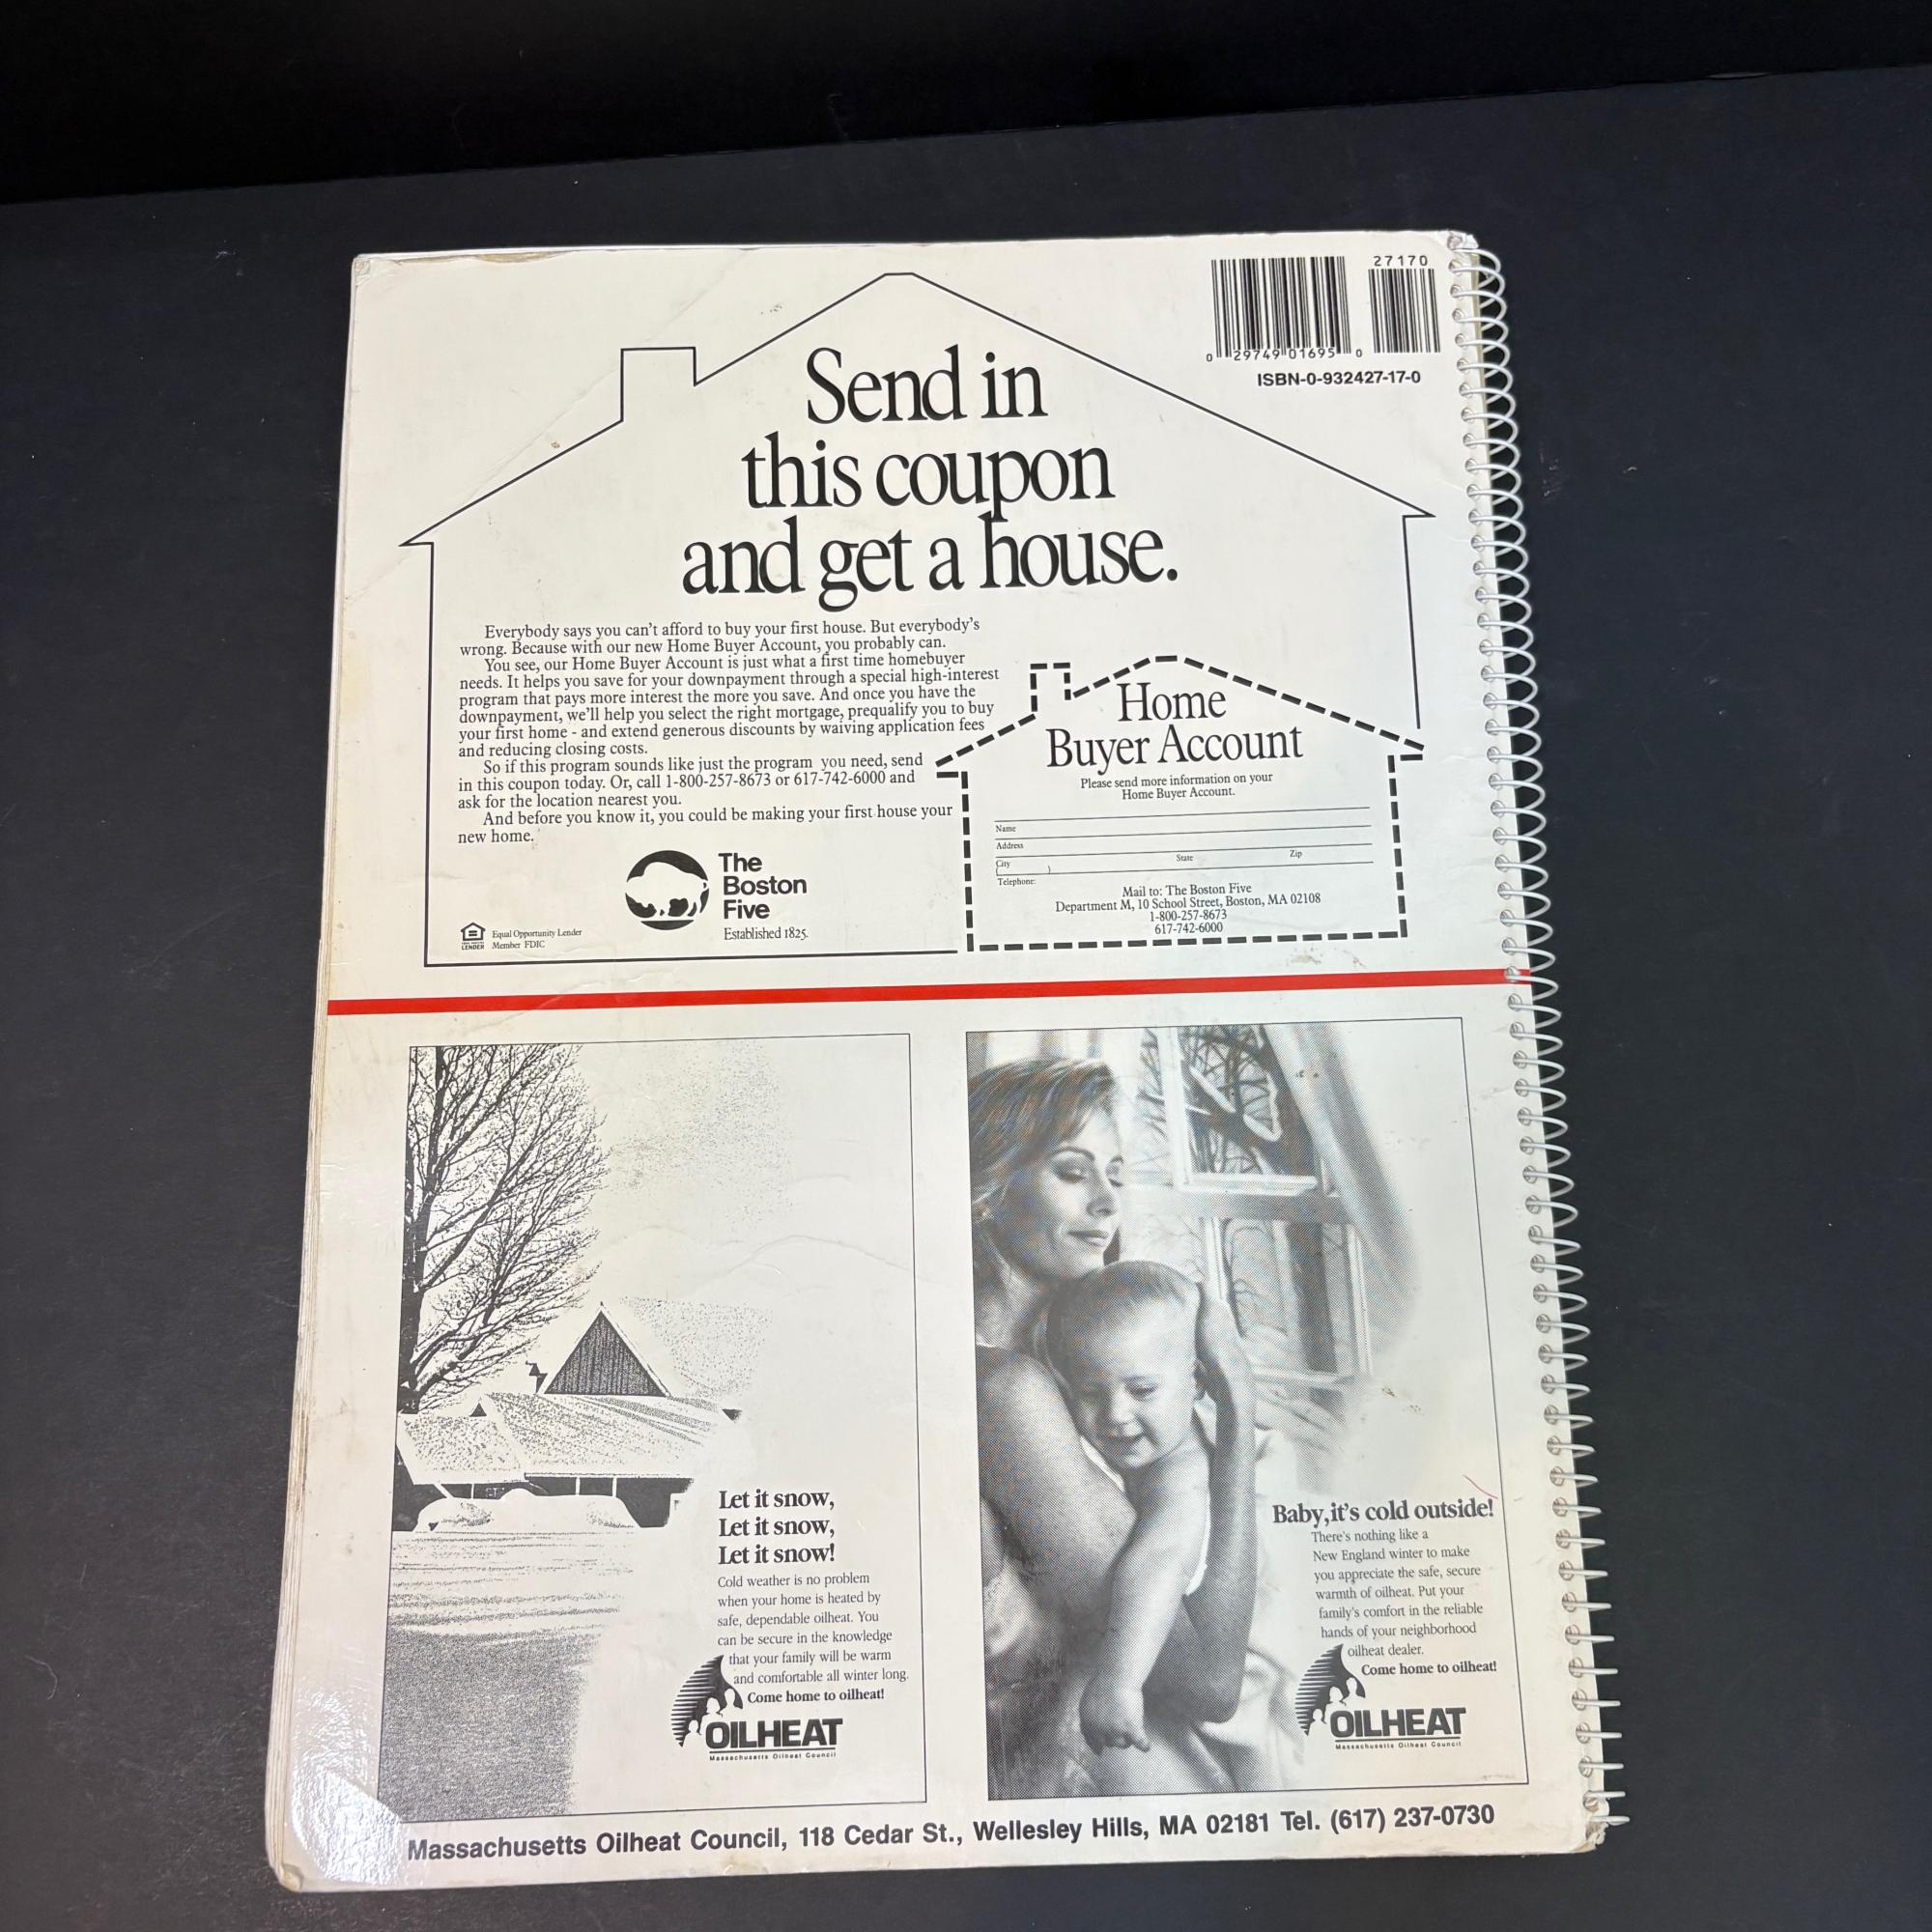 27170
0 29749 01695 0
ISBN-0-932427-17-0
Send in
this coupon
and get a house.
Everybody says you can't afford to buy your first house. But everybody's
wrong. Because with our new Home Buyer Account, you probably can.
You see, our Home Buyer Account is just what a first time homebuyer
needs. It helps you save for your downpayment through a special high-interest
program that pays more interest the more you save. And once you have the
downpayment, we'll help you select the right mortgage, prequalify you to buy
your first home - and extend generous discounts by waiving application fees
and reducing closing costs.
So if this program sounds like just the program you need, send
in this coupon today. Or, call 1-800-257-8673 or 617-742-6000 and
ask for the location nearest you.
And before you know it, you could be making your first house your
new home.
The
Boston
Five
Established 1825.
LENDER
Equal Opportunity Lender
Member FDIC
Home
Buyer Account
Please send more information on your
Home Buyer Account.
Name
Address
City State Zip
( )
Telephone:
Mail to: The Boston Five
Department M, 10 School Street, Boston, MA 02108
1-800-257-8673
617-742-6000
Let it snow,
Let it snow,
Let it snow!
Cold weather is no problem
when your home is heated by
safe, dependable oilheat. You
can be secure in the knowledge
that your family will be warm
and comfortable all winter long.
Come home to oilheat!
OILHEAT
Massachusetts Oilheat Council
Baby, it's cold outside!
There's nothing like a
New England winter to make
you appreciate the safe, secure
warmth of oilheat. Put your
family's comfort in the reliable
hands of your neighborhood
oilheat dealer.
Come home to oilheat!
OILHEAT
Massachusetts Oilheat Council
Massachusetts Oilheat Council, 118 Cedar St., Wellesley Hills, MA 02181 Tel. (617) 237-0730